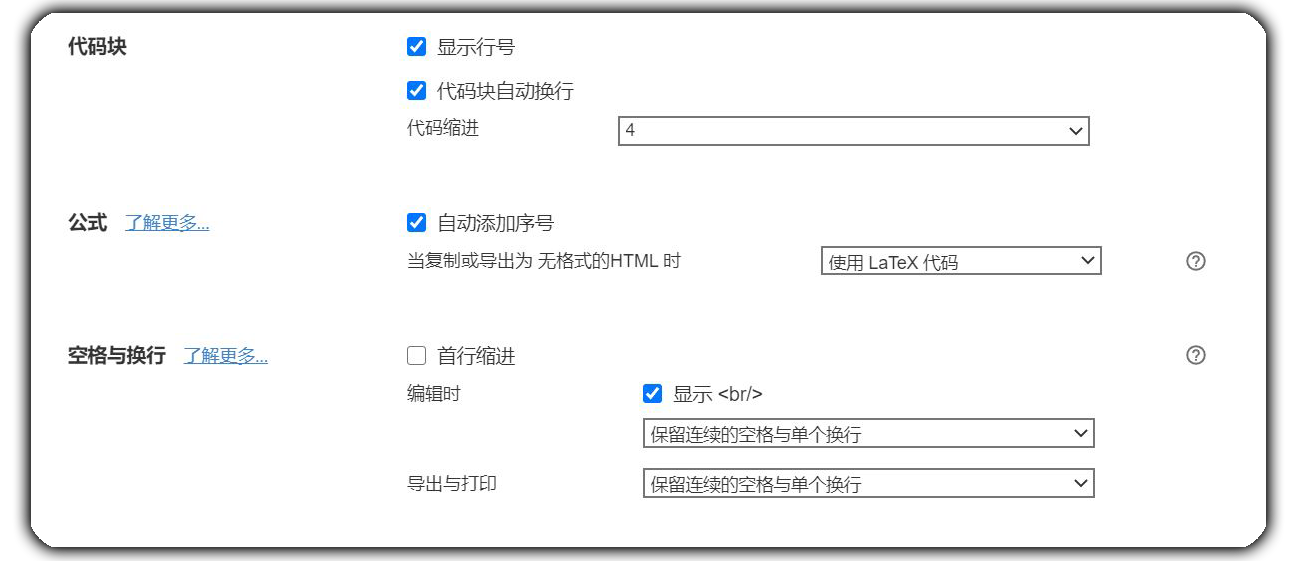 代码块 显示行号
代码块自动换行
代码缩进 4
公式 了解更多... 自动添加序号
当复制或导出为 无格式的HTML 时 使用 LaTeX 代码
空格与换行 了解更多... 首行缩进
编辑时 显示 <br/>
保留连续的空格与单个换行
导出与打印 保留连续的空格与单个换行